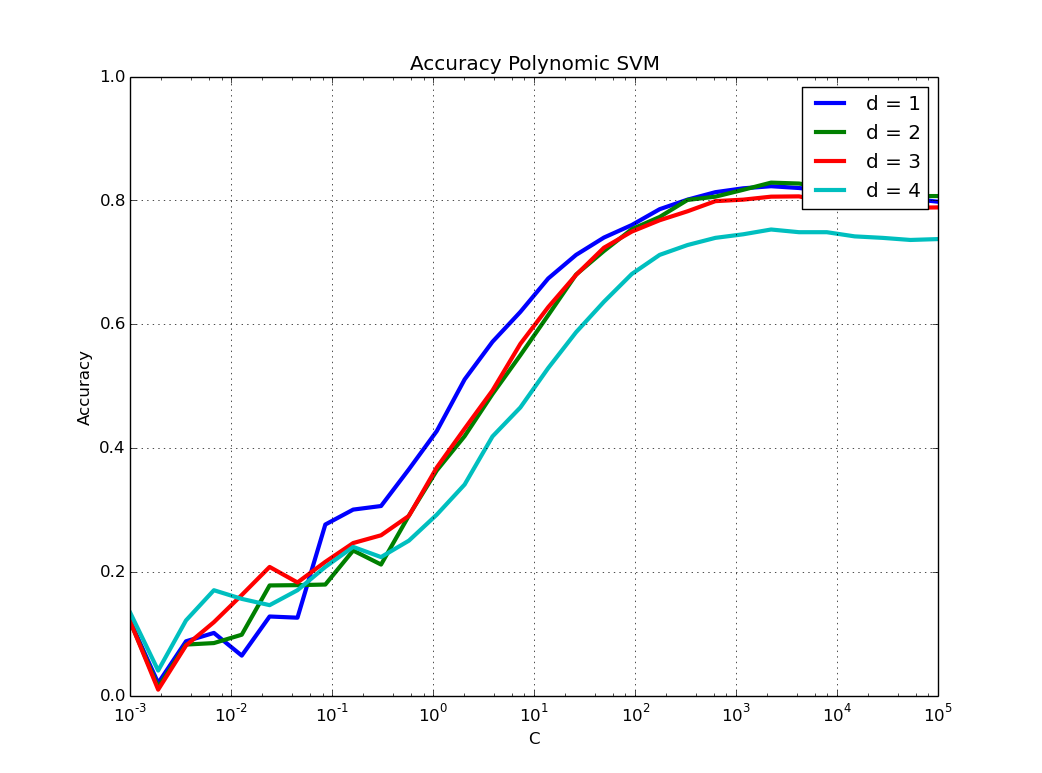 Accuracy Polynomic SVM
1.0
0.8
0.6
0.4
0.2
0.0
Accuracy
d = 1
d = 2
d = 3
d = 4
10^-3 10^-2 10^-1 10^0 10^1 10^2 10^3 10^4 10^5
C